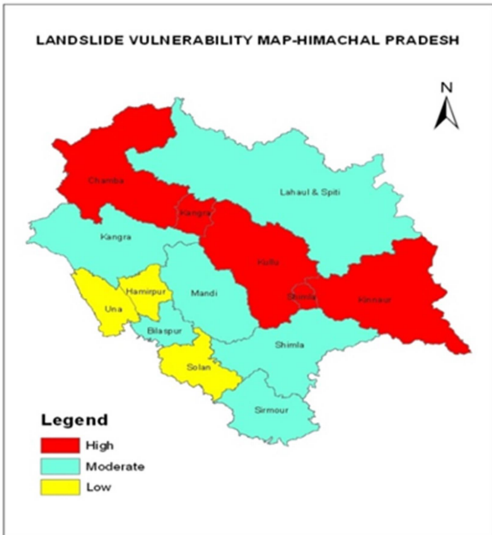 LANDSLIDE VULNERABILITY MAP-HIMACHAL PRADESH
N
Chamba
Lahaul & Spiti
Kangra
Kangra
Kullu
Hamirpur
Mandi
Shimla
Kinnaur
Una
Bilaspur
Shimla
Solan
Sirmour
Legend
High
Moderate
Low